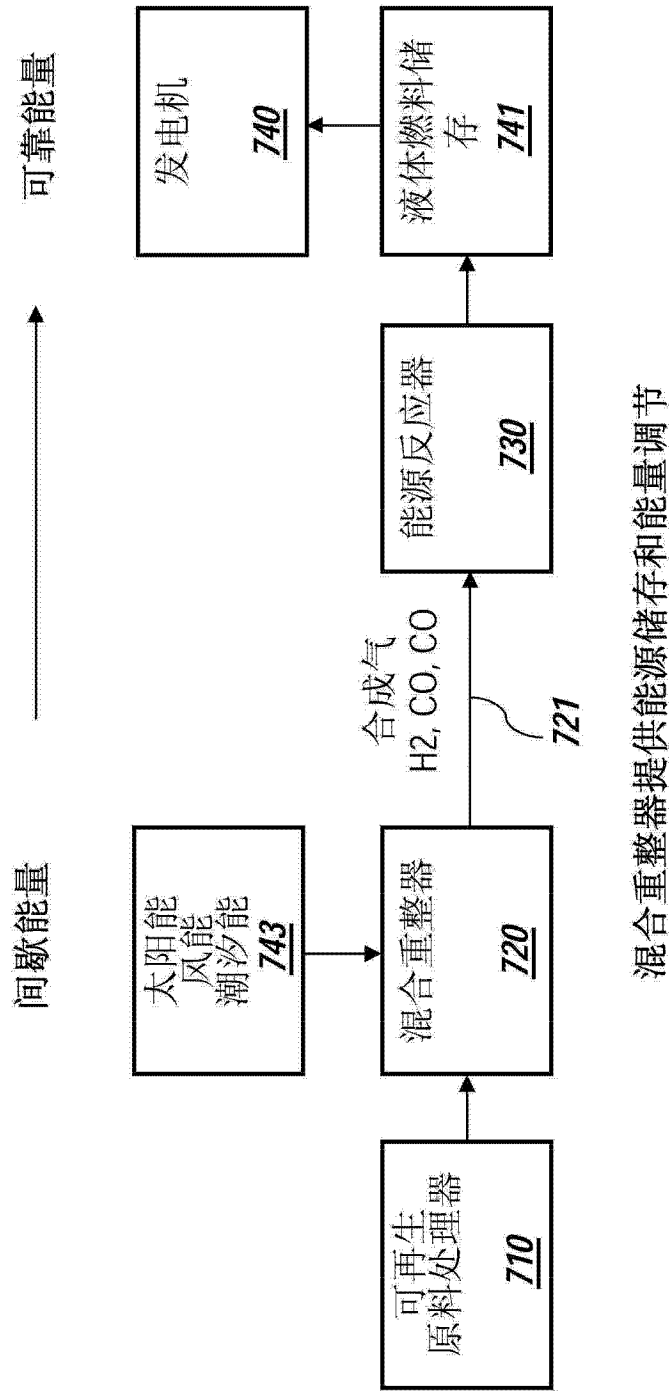 间歇能量
可靠能量
太阳能
风能
潮汐能
743
发电机
740
可再生
原料处理器
710
混合重整器
720
合成气
H2, CO, CO
721
能源反应器
730
液体燃料储
存
741
混合重整器提供能源储存和能量调节